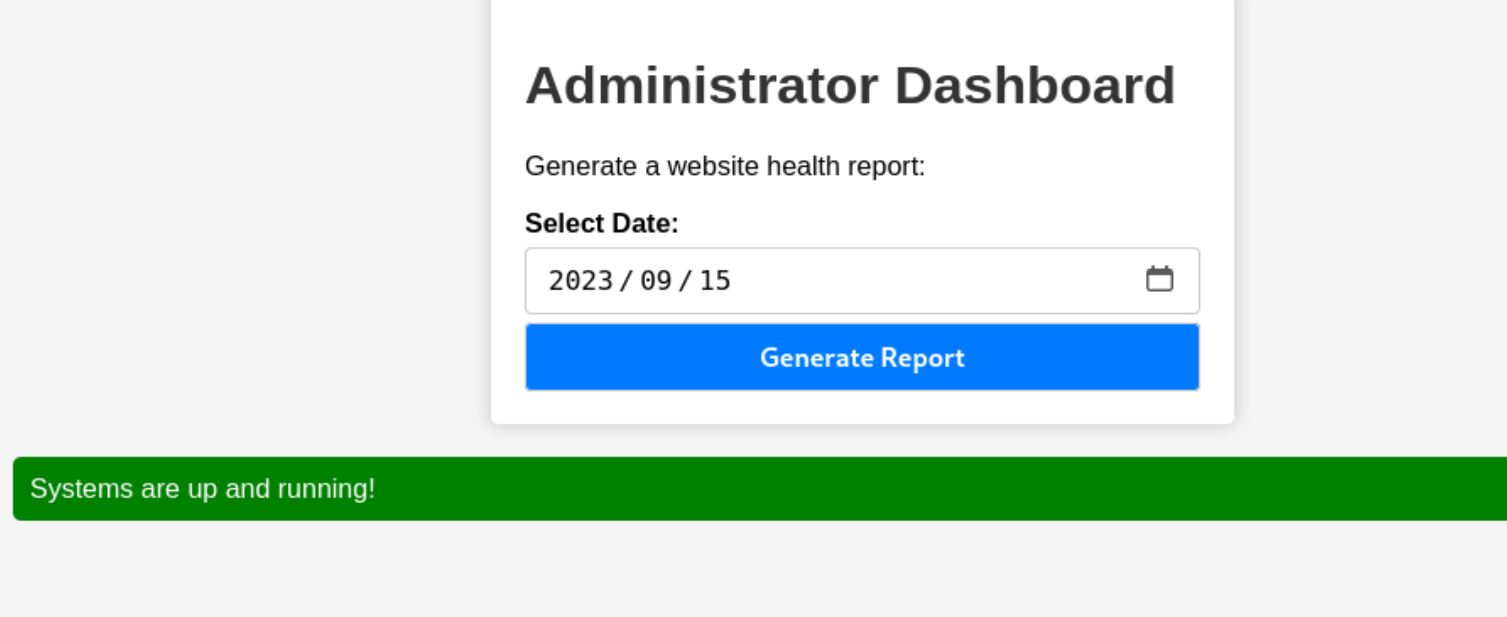 Administrator Dashboard
Generate a website health report:
Select Date:
2023/09/15
Generate Report
Systems are up and running!